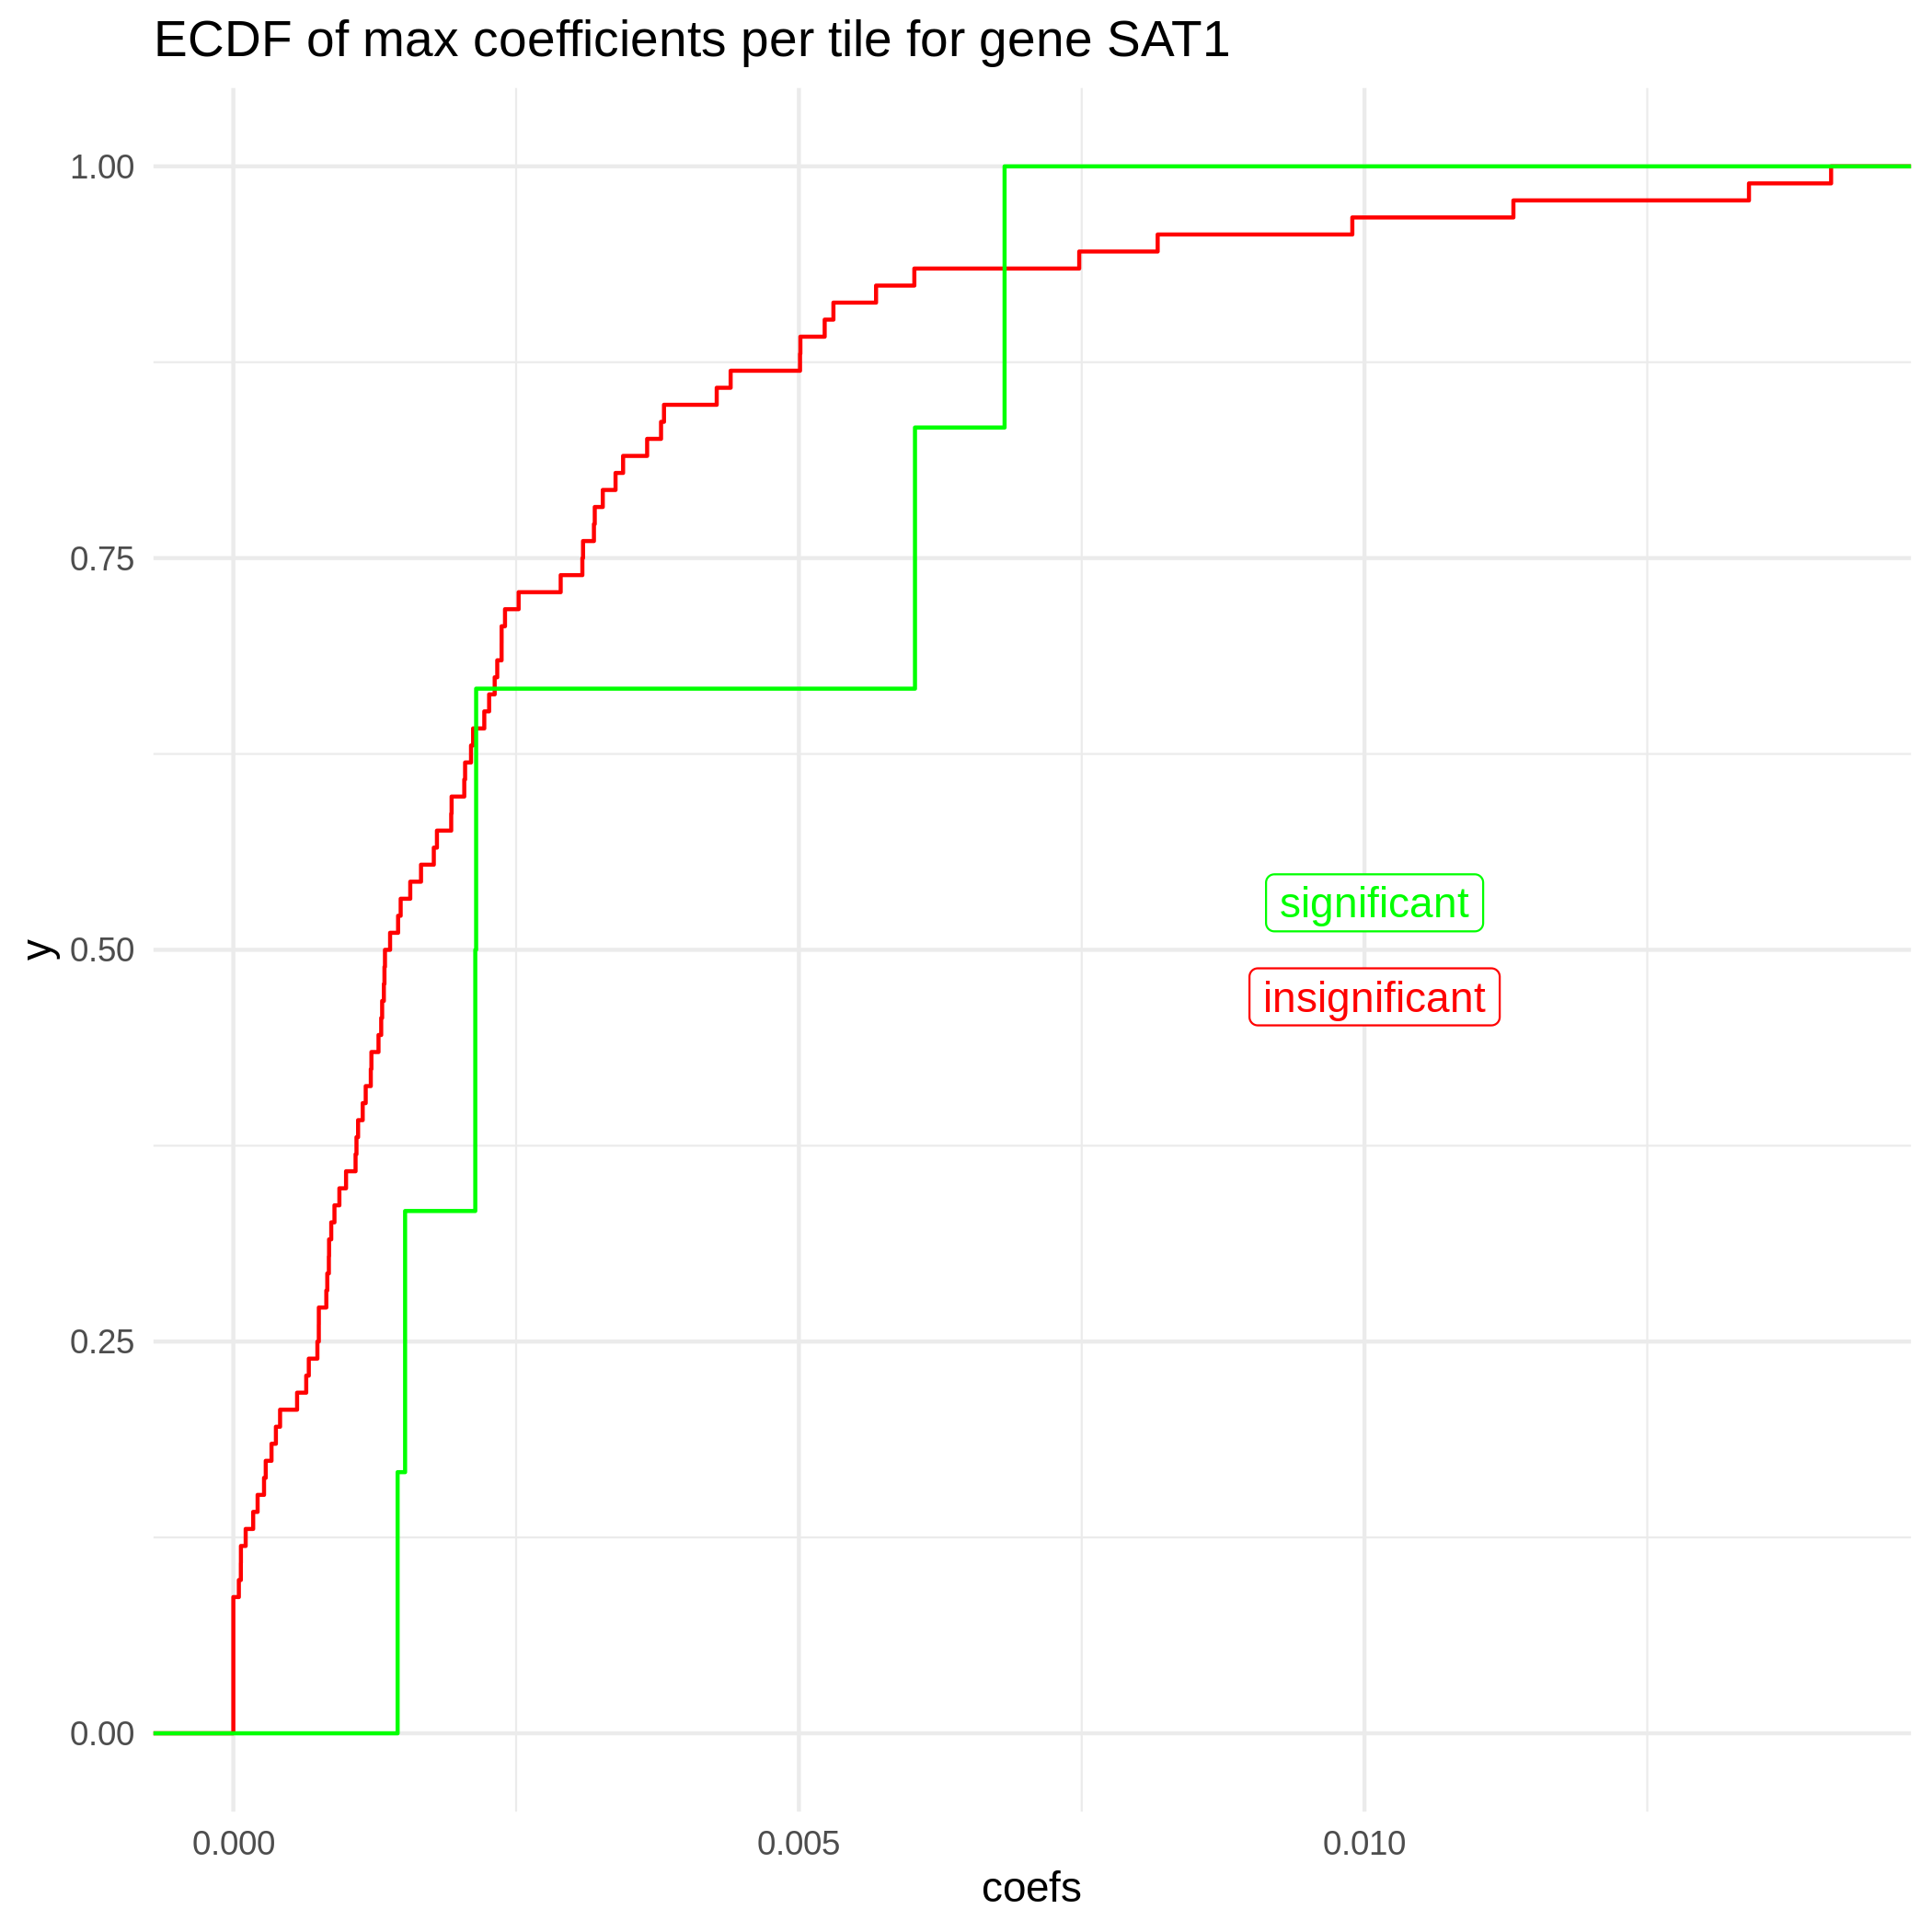 ECDF of max coefficients per tile for gene SAT1
1.00
0.75
0.50
0.25
0.00
y
significant
insignificant
0.000 0.005 0.010
coefs